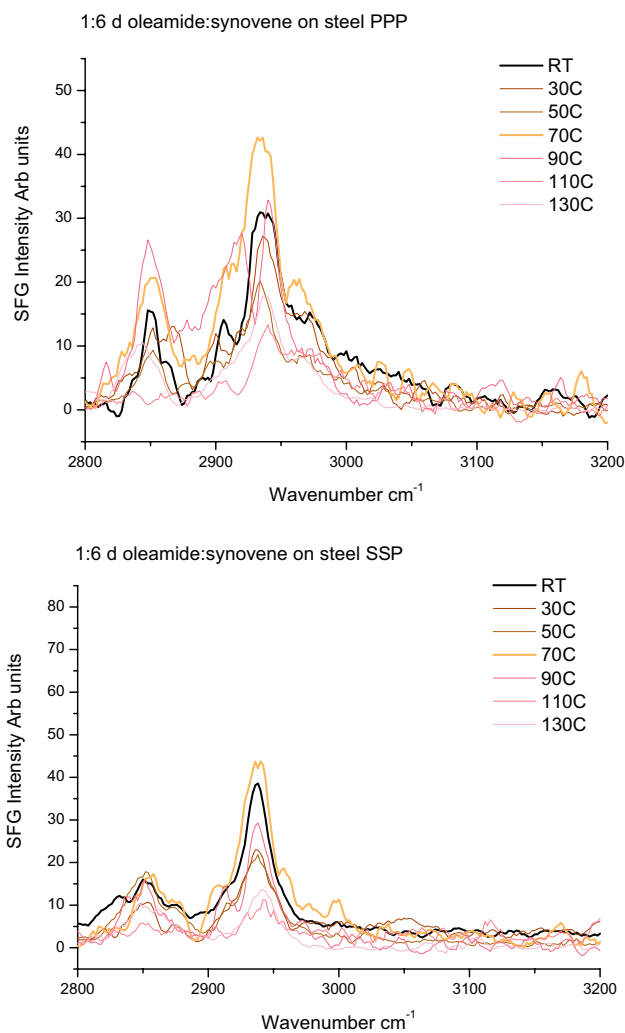 1:6 d oleamide:synovene on steel PPP
RT
30C
50C
70C
90C
110C
130C
50
40
30
20
10
0
SFG Intensity Arb units
2800 2900 3000 3100 3200
Wavenumber cm⁻¹
1:6 d oleamide:synovene on steel SSP
RT
30C
50C
70C
90C
110C
130C
80
70
60
50
40
30
20
10
0
SFG Intensity Arb units
2800 2900 3000 3100 3200
Wavenumber cm⁻¹